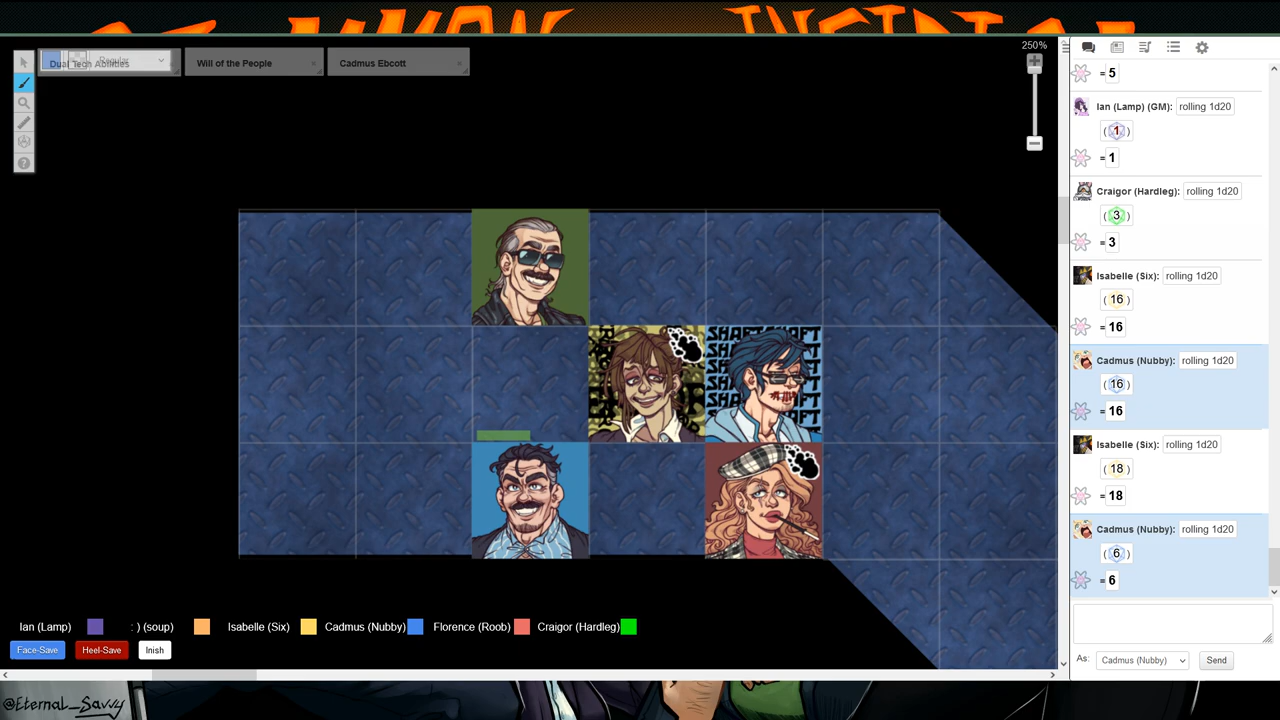 250%
Dual Tech Abilities
Regular
Will of the People
Cadmus Ebcott
= 5
Ian (Lamp) (GM): rolling 1d20
( 1 )
= 1
Craigor (Hardleg): rolling 1d20
( 3 )
= 3
Isabelle (Six): rolling 1d20
( 16 )
= 16
Cadmus (Nubby): rolling 1d20
( 16 )
= 16
Isabelle (Six): rolling 1d20
( 18 )
= 18
Cadmus (Nubby): rolling 1d20
( 6 )
= 6
SHAFTSHAFT
Ian (Lamp)
: ) (soup)
Isabelle (Six)
Cadmus (Nubby)
Florence (Roob)
Craigor (Hardleg)
Face-Save
Heel-Save
Inish
As:
Cadmus (Nubby)
Send
@Eternal_Savvy